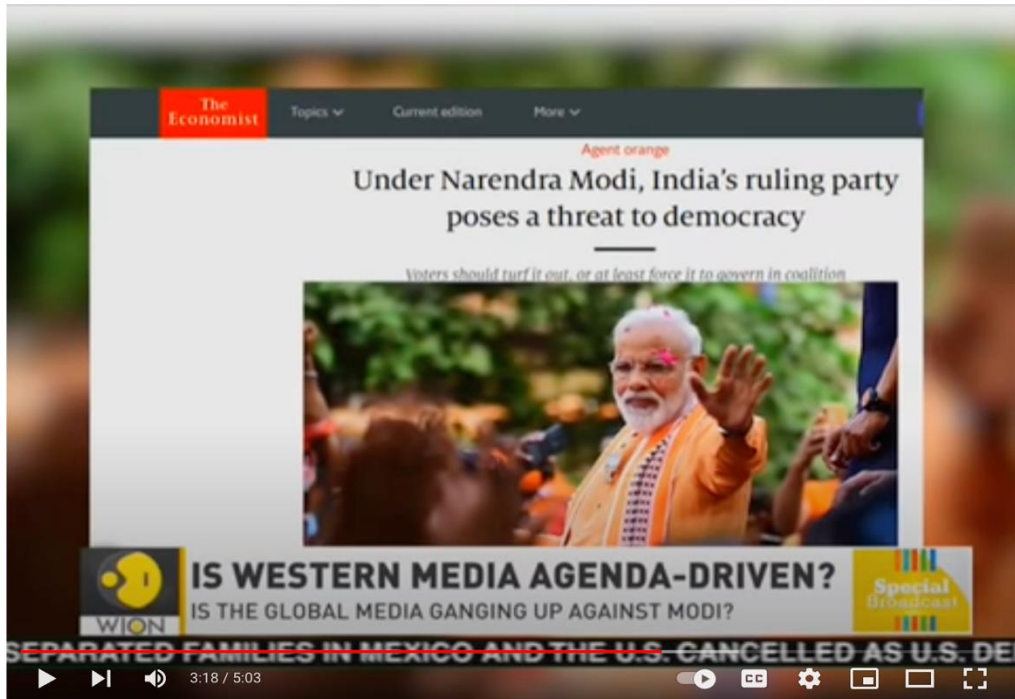 The
Economist
Topics
Current edition
More
Agent orange
Under Narendra Modi, India's ruling party
poses a threat to democracy
Voters should turf it out, or at least force it to govern in coalition
IS WESTERN MEDIA AGENDA-DRIVEN?
IS THE GLOBAL MEDIA GANGING UP AGAINST MODI?
WION
Special
Broadcast
SEPARATED FAMILIES IN MEXICO AND THE U.S. CANCELLED AS U.S. DE
3:18 / 5:03
CC